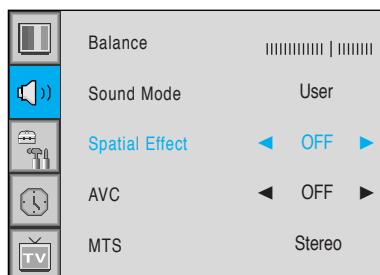 Balance
Sound Mode User
Spatial Effect ◄ OFF ►
AVC ◄ OFF ►
MTS Stereo
TV